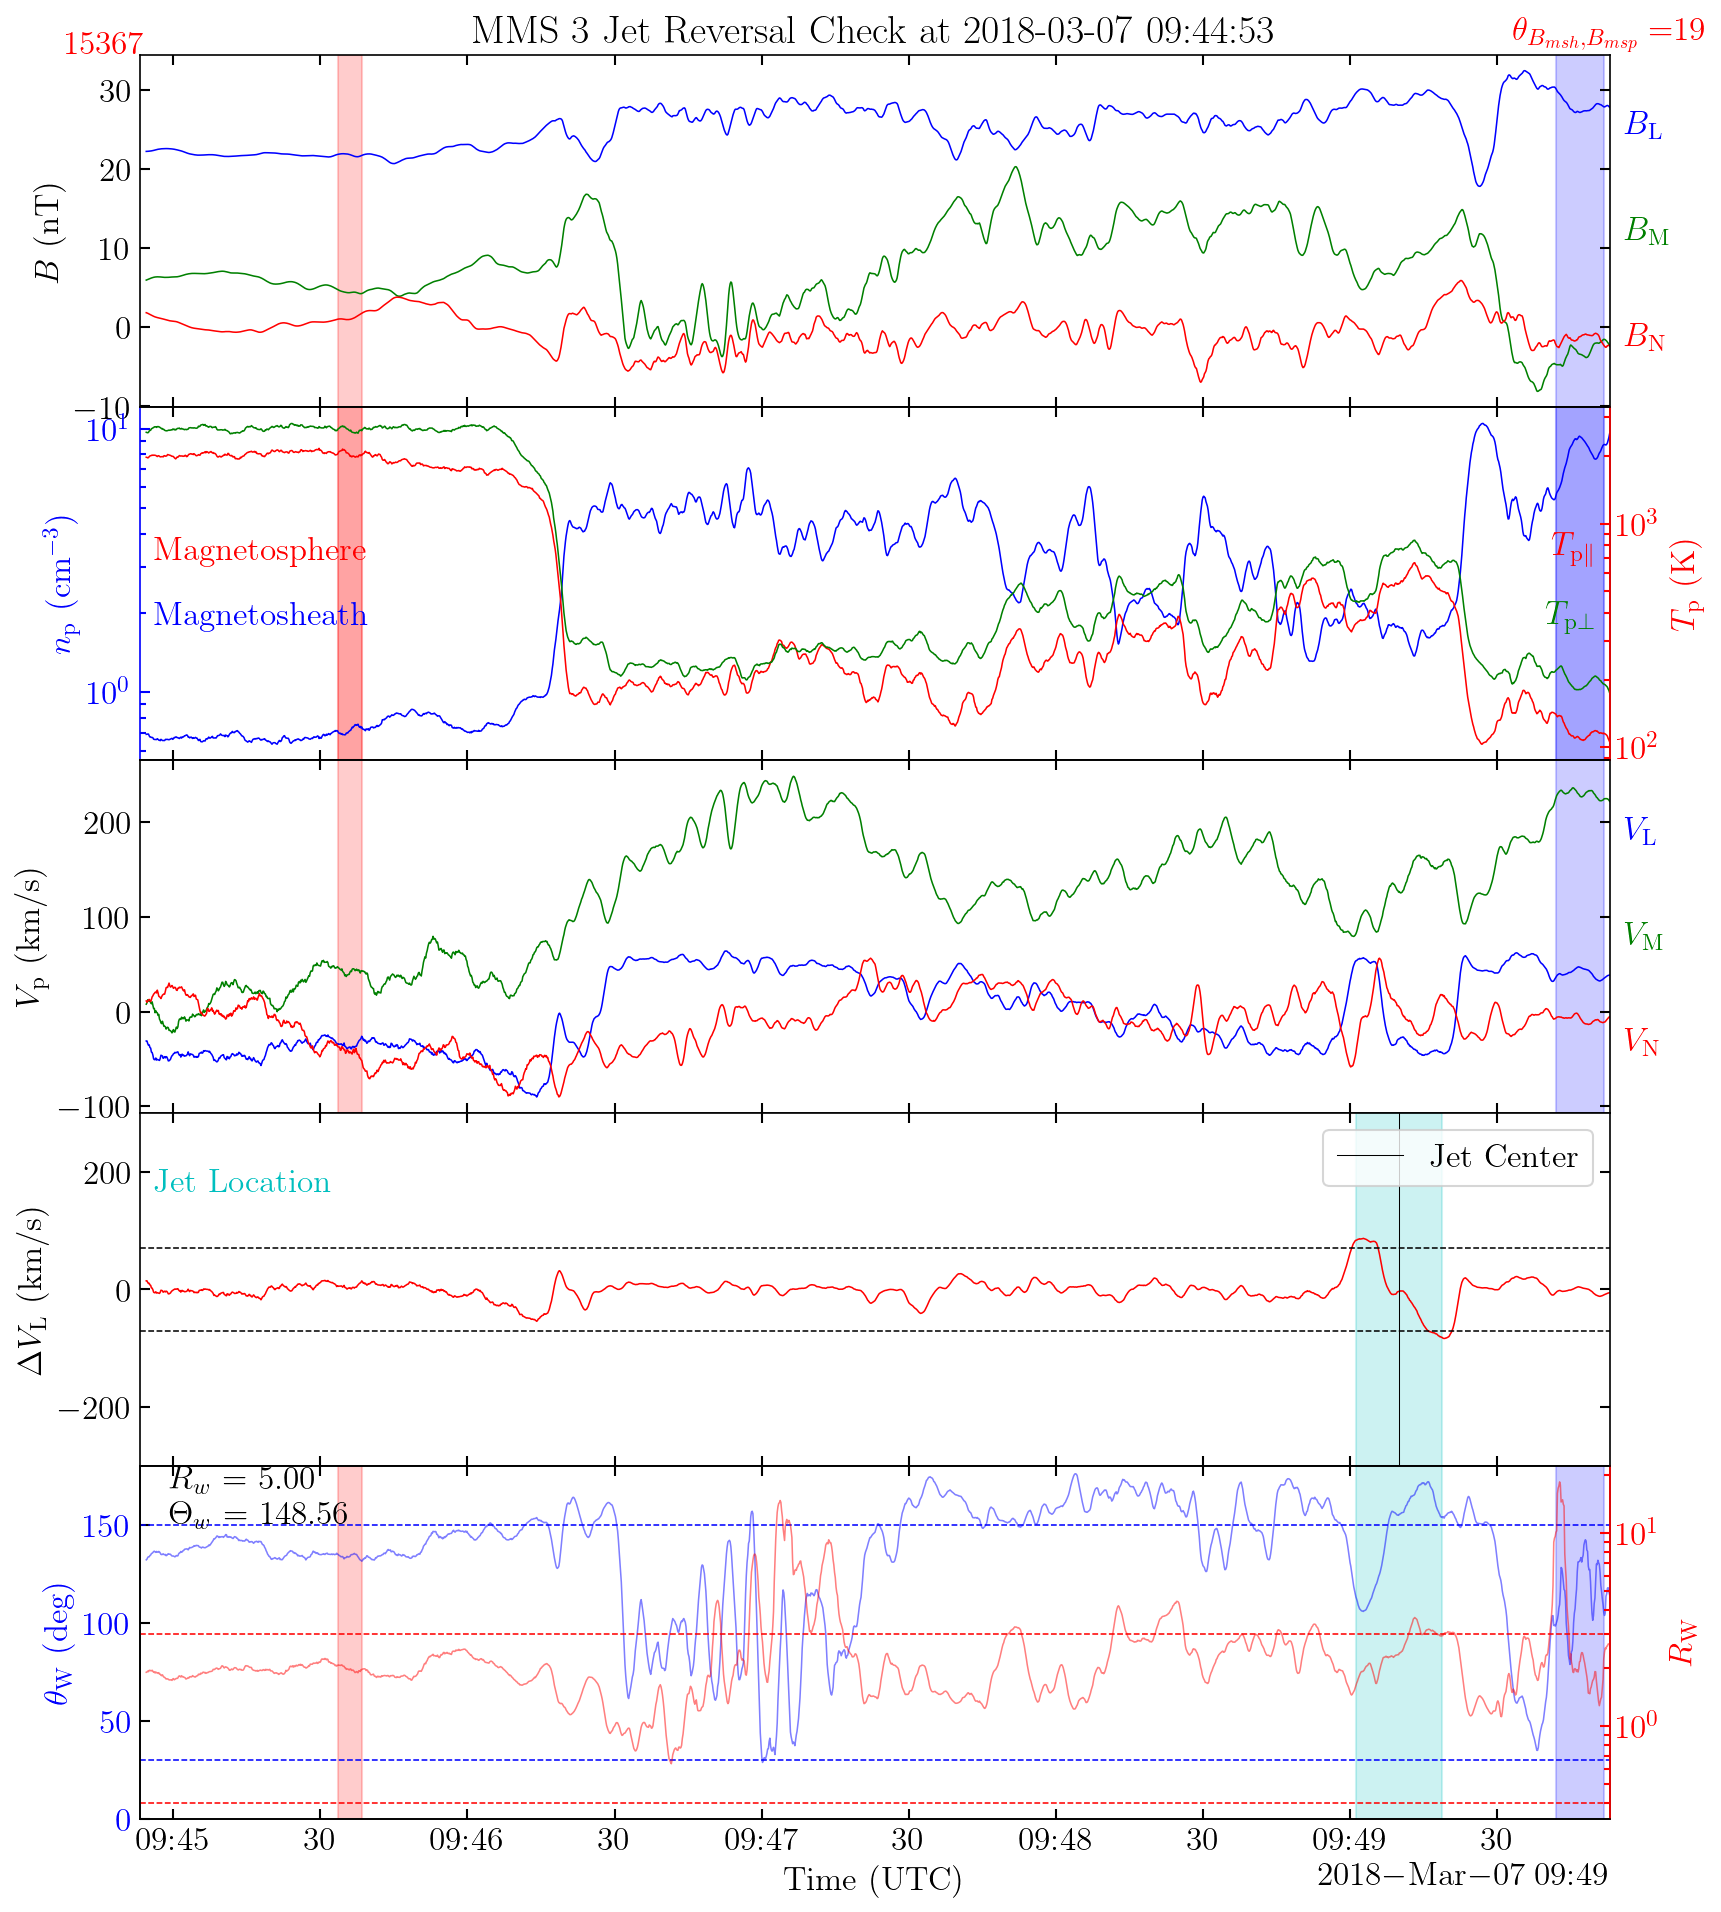 MMS 3 Jet Reversal Check at 2018-03-07 09:44:53
15367
θ_{B_{msh},B_{msp}} =19
30
20
10
0
−10
B (nT)
B_L
B_M
B_N
10^1
10^0
n_p (cm^{−3})
Magnetosphere
Magnetosheath
T_{p∥}
T_{p⊥}
10^3
10^2
T_p (K)
200
100
0
−100
V_p (km/s)
V_L
V_M
V_N
200
0
−200
ΔV_L (km/s)
Jet Location
Jet Center
R_w = 5.00
Θ_w = 148.56
150
100
50
0
θ_W (deg)
10^1
10^0
R_W
09:45 30 09:46 30 09:47 30 09:48 30 09:49 30
Time (UTC)
2018−Mar−07 09:49